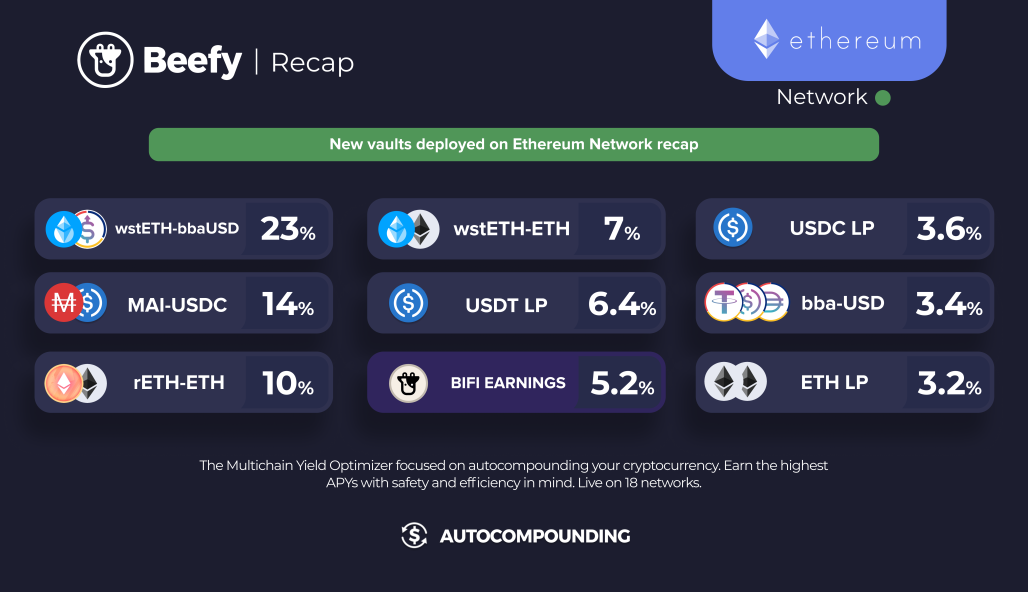 Beefy | Recap
ethereum
Network
New vaults deployed on Ethereum Network recap
wstETH-bbaUSD 23%
wstETH-ETH 7%
USDC LP 3.6%
MAI-USDC 14%
USDT LP 6.4%
bba-USD 3.4%
rETH-ETH 10%
BIFI EARNINGS 5.2%
ETH LP 3.2%
The Multichain Yield Optimizer focused on autocompounding your cryptocurrency. Earn the highest
APYs with safety and efficiency in mind. Live on 18 networks.
AUTOCOMPOUNDING